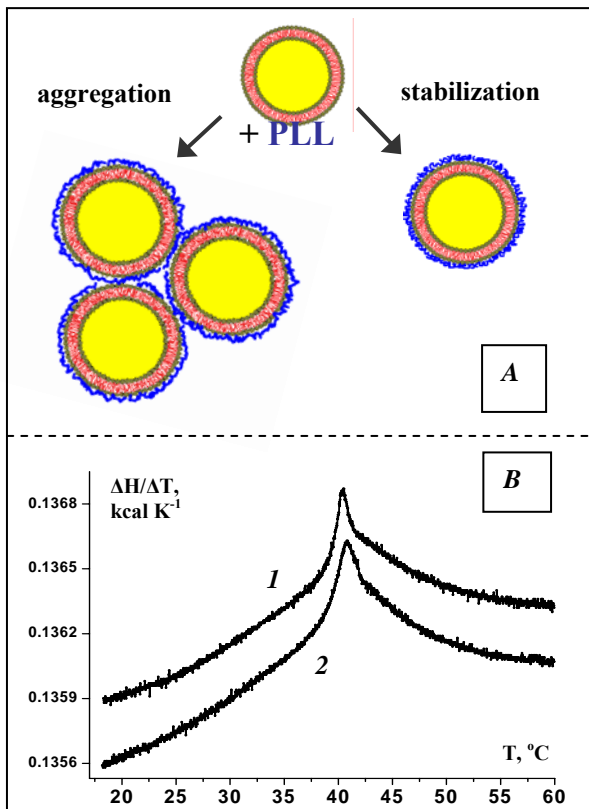 aggregation
stabilization
+ PLL
A
B
ΔH/ΔT,
kcal K⁻¹
0.1368
0.1365
0.1362
0.1359
0.1356
1
2
T, °C
20 25 30 35 40 45 50 55 60